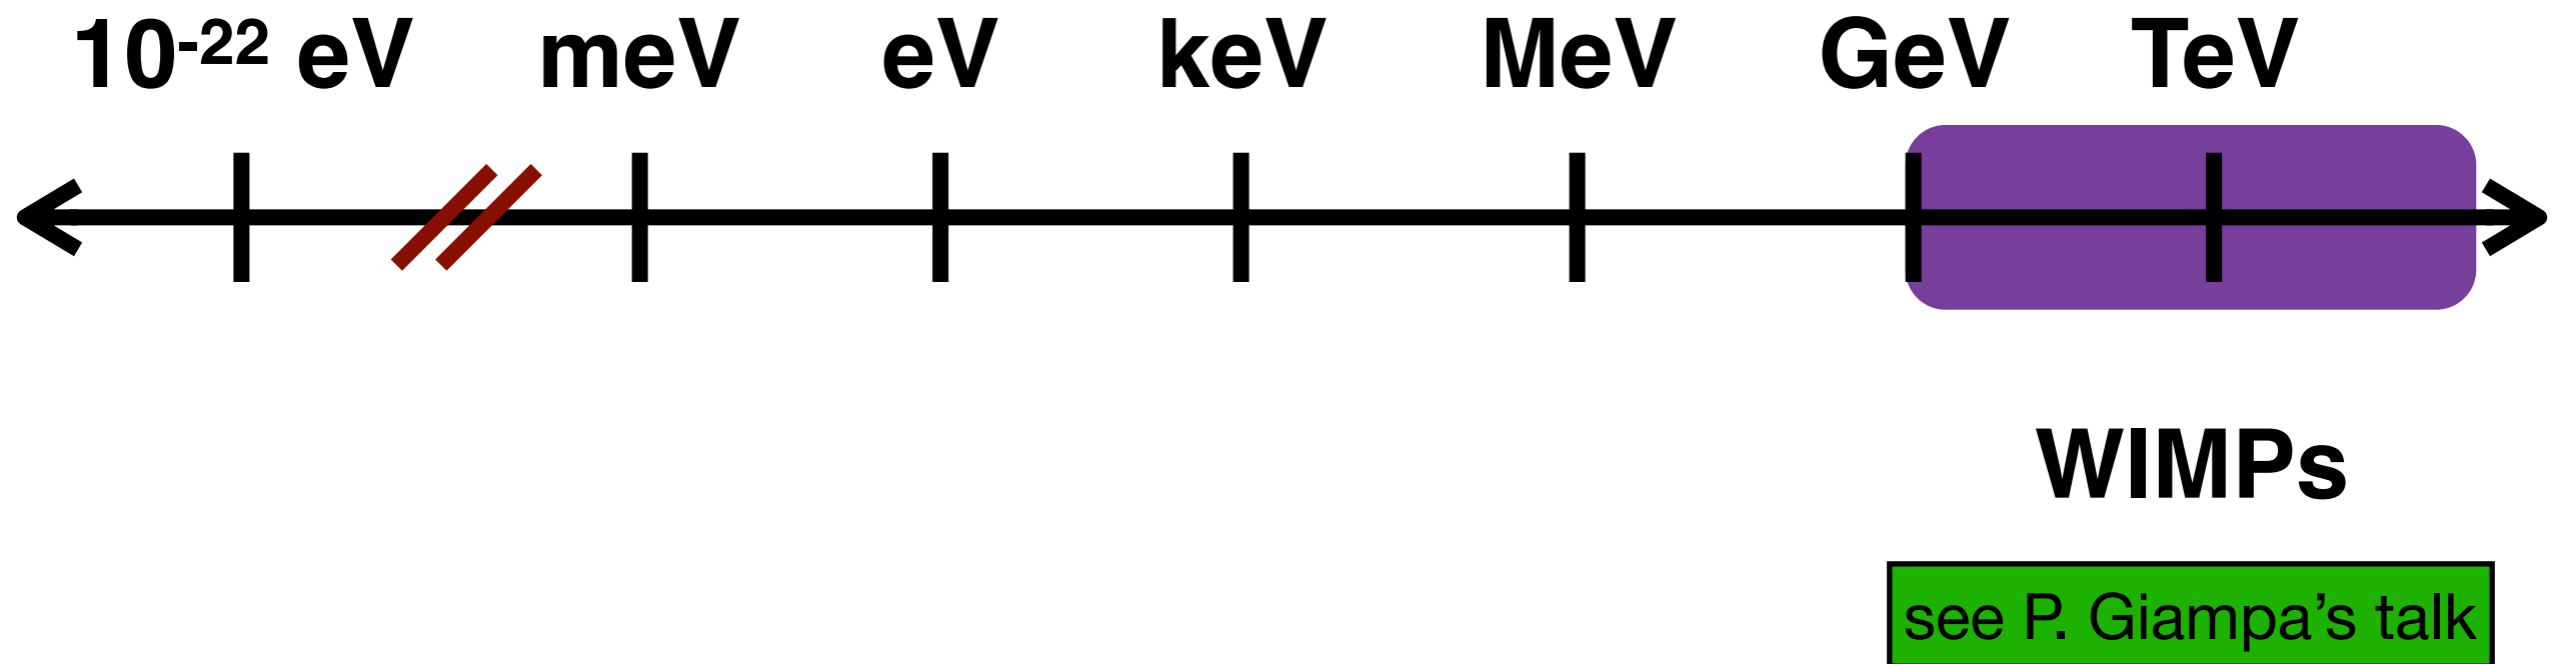 10⁻²² eV meV eV keV MeV GeV TeV
WIMPs
see P. Giampa’s talk